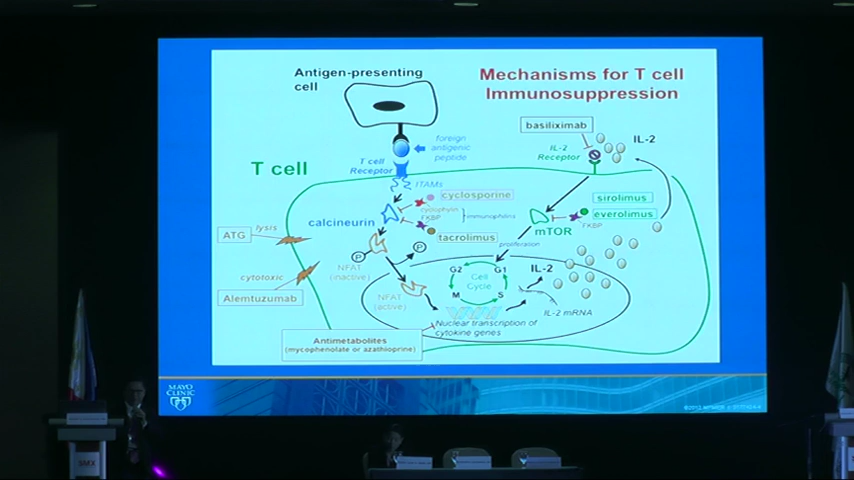 Antigen-presenting
cell
Mechanisms for T cell
Immunosuppression
basiliximab
IL-2
foreign
antigenic
peptide
IL-2
Receptor
T cell
T cell
Receptor
ITAMs
cyclosporine
cyclophylin
FKBP
immunophilins
calcineurin
tacrolimus
sirolimus
everolimus
FKBP
mTOR
proliferation
ATG
lysis
cytotoxic
Alemtuzumab
P
P
NFAT
(inactive)
NFAT
(active)
G2
G1
Cell
Cycle
M
S
IL-2
IL-2 mRNA
Nuclear transcription of
cytokine genes
Antimetabolites
(mycophenolate or azathioprine)
MAYO
CLINIC
SMX